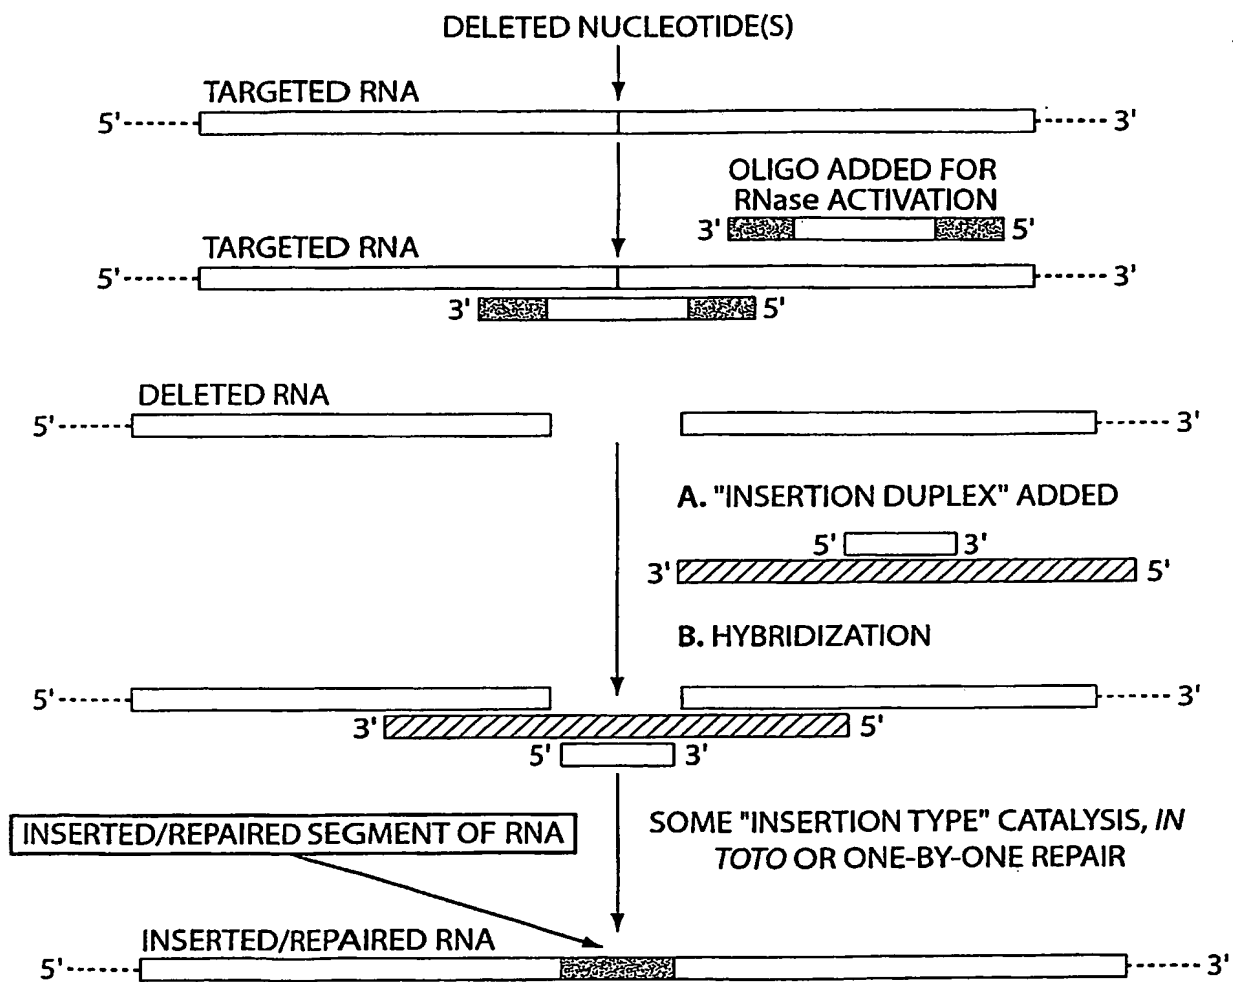 DELETED NUCLEOTIDE(S)
TARGETED RNA
5' 3'
OLIGO ADDED FOR
RNase ACTIVATION
3' 5'
TARGETED RNA
5' 3'
3' 5'
DELETED RNA
5' 3'
A. "INSERTION DUPLEX" ADDED
5' 3'
3' 5'
B. HYBRIDIZATION
5' 3'
3' 5'
5' 3'
INSERTED/REPAIRED SEGMENT OF RNA
SOME "INSERTION TYPE" CATALYSIS, IN
TOTO OR ONE-BY-ONE REPAIR
INSERTED/REPAIRED RNA
5' 3'